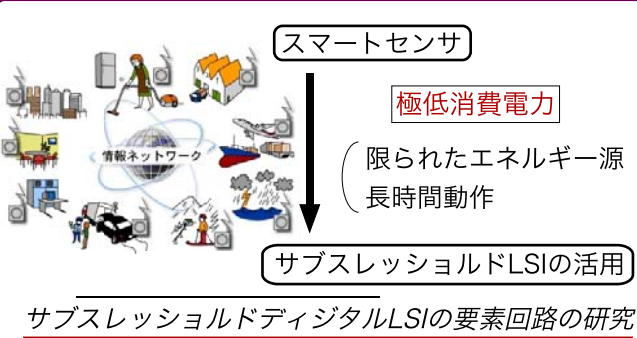 スマートセンサ
極低消費電力
情報ネットワーク
限られたエネルギー源
長時間動作
サブスレッショルドLSIの活用
サブスレッショルドディジタルLSIの要素回路の研究